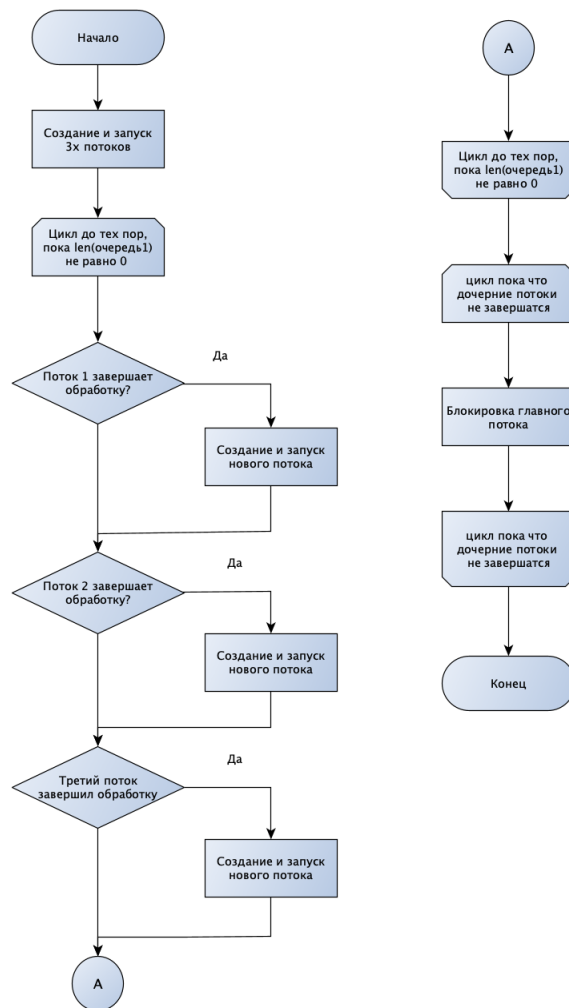 Начало
Создание и запуск
3х потоков
Цикл до тех пор,
пока len(очередь1)
не равно 0
Поток 1 завершает
обработку?
Да
Создание и запуск
нового потока
Поток 2 завершает
обработку?
Да
Создание и запуск
нового потока
Третий поток
завершил обработку
Да
Создание и запуск
нового потока
А
А
Цикл до тех пор,
пока len(очередь1)
не равно 0
цикл пока что
дочерние потоки
не завершатся
Блокировка главного
потока
цикл пока что
дочерние потоки
не завершатся
Конец